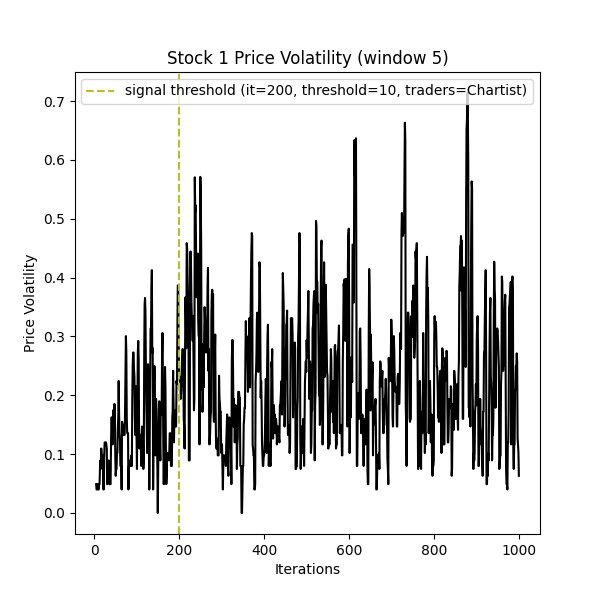 Stock 1 Price Volatility (window 5)
signal threshold (it=200, threshold=10, traders=Chartist)
0.7
0.6
0.5
0.4
0.3
0.2
0.1
0.0
Price Volatility
0 200 400 600 800 1000
Iterations